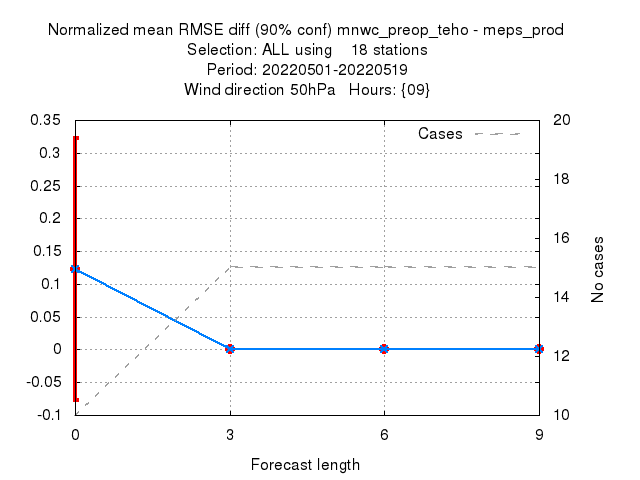 Normalized mean RMSE diff (90% conf) mnwc_preop_teho - meps_prod
Selection: ALL using 18 stations
Period: 20220501-20220519
Wind direction 50hPa Hours: {09}
Cases
0.35
0.3
0.25
0.2
0.15
0.1
0.05
0
-0.05
-0.1
20
18
16
14
12
10
No cases
0 3 6 9
Forecast length